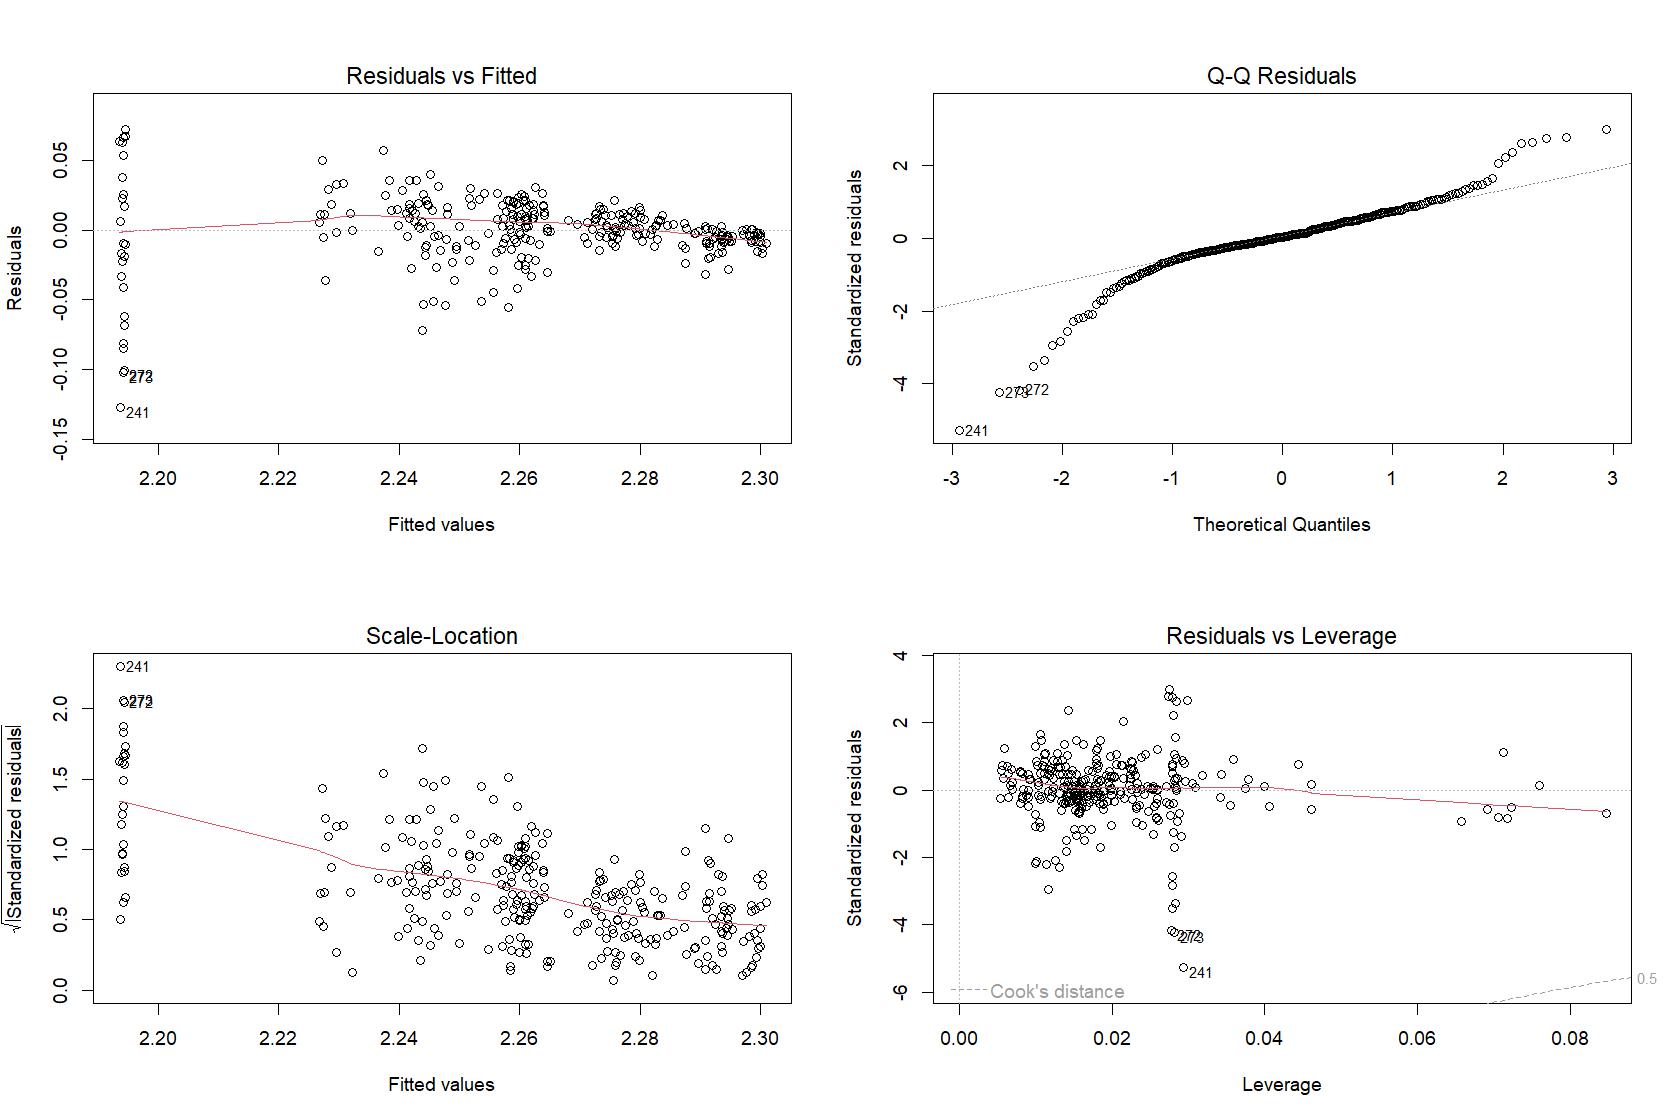 Residuals vs Fitted
Residuals
0.05
0.00
-0.05
-0.10
-0.15
272
273
241
2.20 2.22 2.24 2.26 2.28 2.30
Fitted values
Q-Q Residuals
Standardized residuals
2
0
-2
-4
273
272
241
-3 -2 -1 0 1 2 3
Theoretical Quantiles
Scale-Location
√|Standardized residuals|
2.0
1.5
1.0
0.5
0.0
241
273
272
2.20 2.22 2.24 2.26 2.28 2.30
Fitted values
Residuals vs Leverage
Standardized residuals
4
2
0
-2
-4
-6
272
273
241
Cook's distance
0.5
0.00 0.02 0.04 0.06 0.08
Leverage